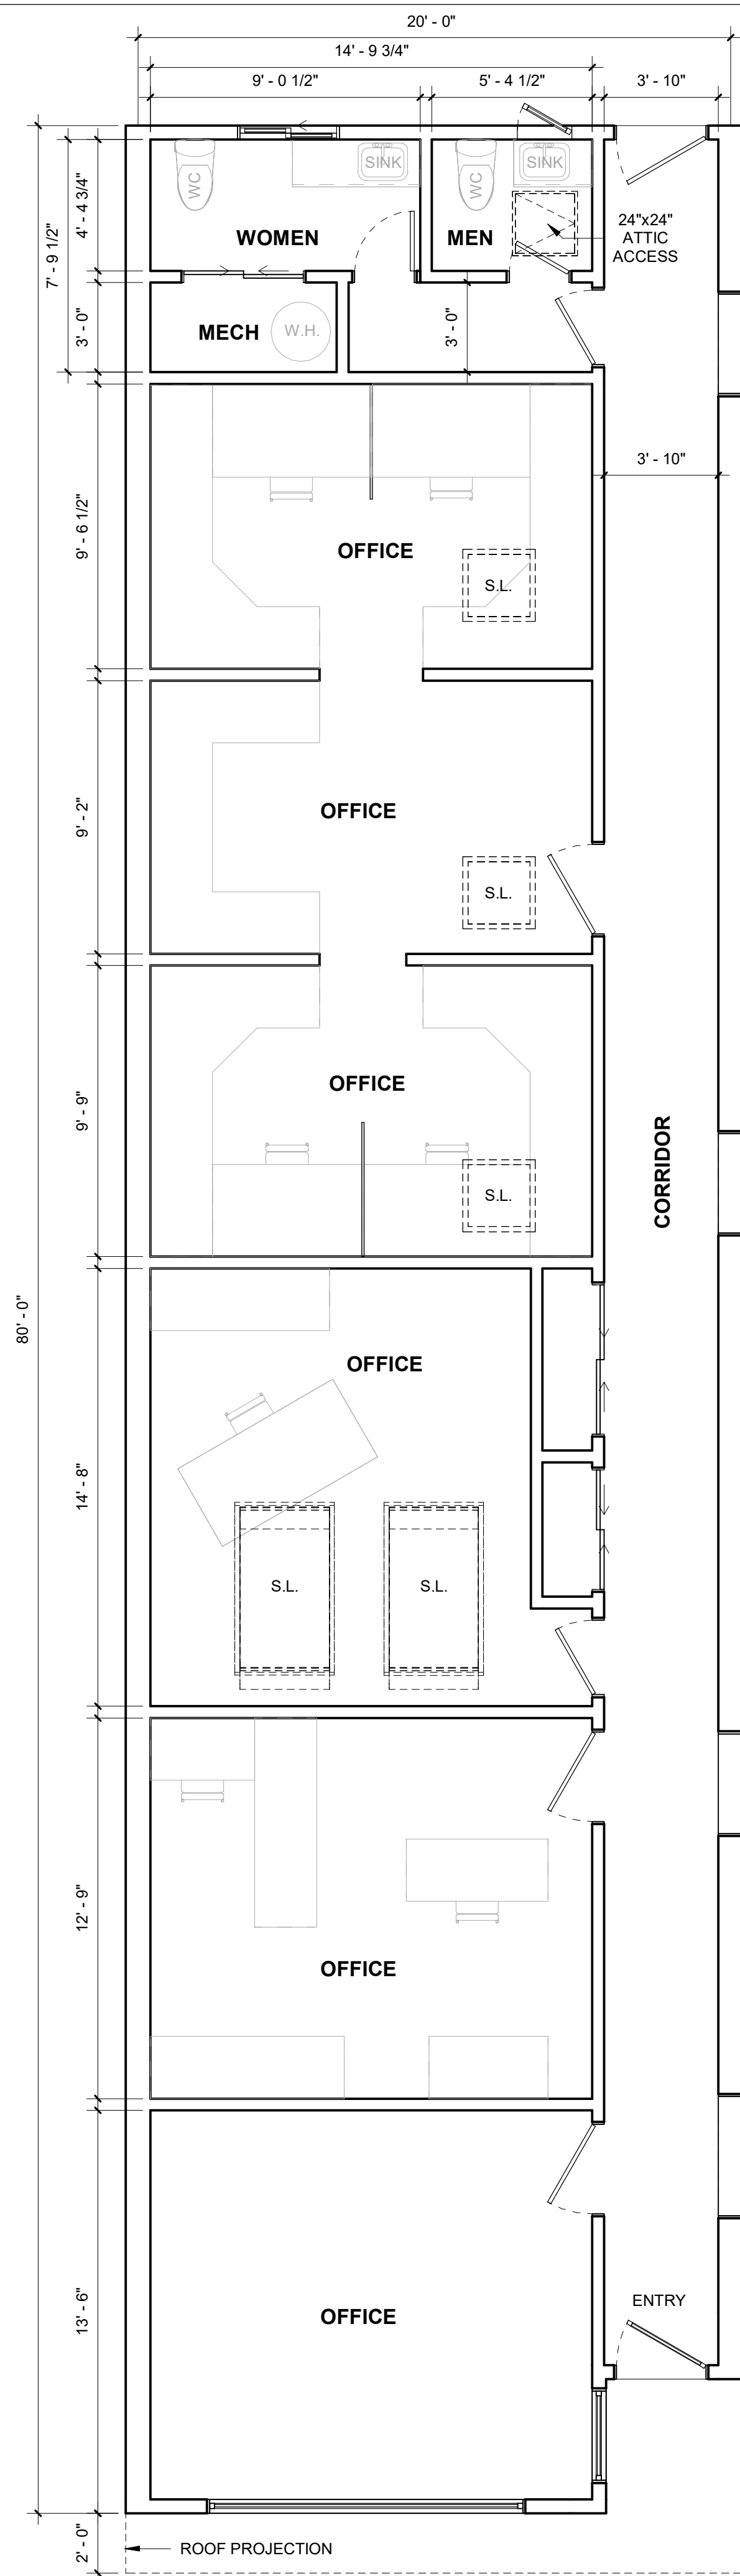 20' - 0"
14' - 9 3/4"
9' - 0 1/2"
5' - 4 1/2"
3' - 10"
4' - 4 3/4"
7' - 9 1/2"
3' - 0"
WC
SINK
WOMEN
WC
SINK
MEN
24"x24"
ATTIC
ACCESS
MECH
W.H.
3' - 0"
3' - 10"
9' - 6 1/2"
OFFICE
S.L.
9' - 2"
OFFICE
S.L.
9' - 9"
OFFICE
S.L.
CORRIDOR
80' - 0"
OFFICE
14' - 8"
S.L.
S.L.
12' - 9"
OFFICE
13' - 6"
OFFICE
ENTRY
2' - 0"
ROOF PROJECTION